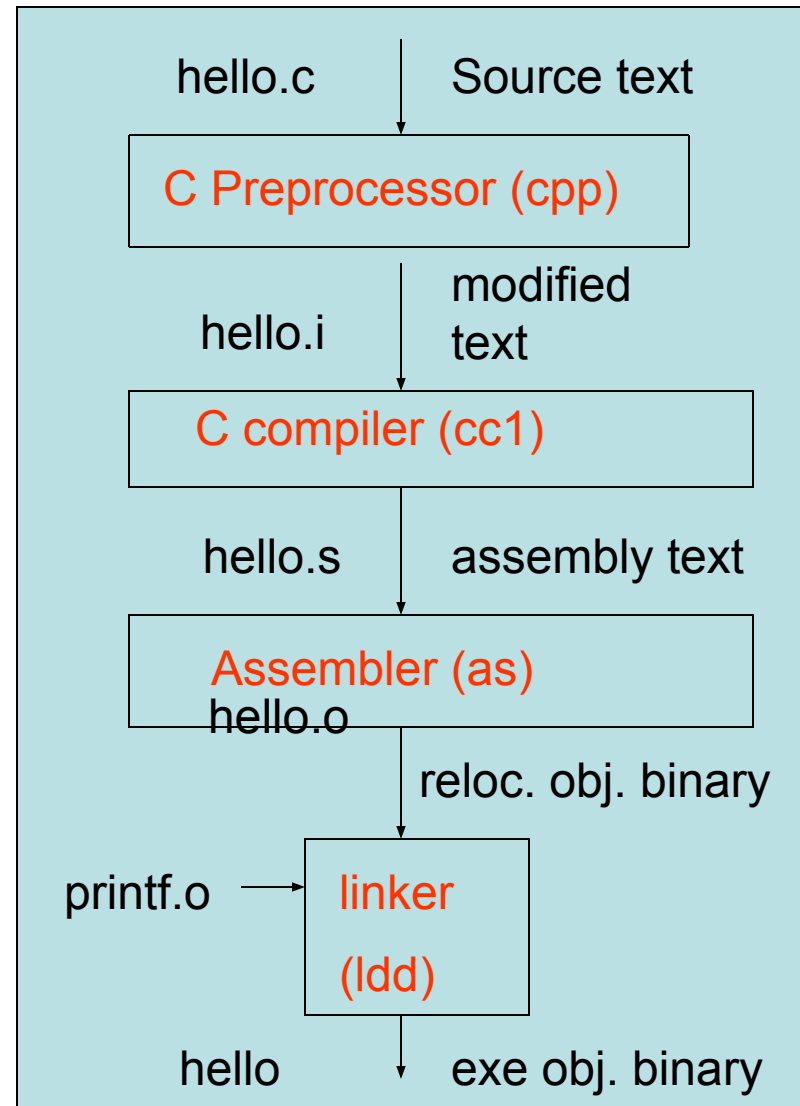 hello.c Source text
C Preprocessor (cpp)
modified
hello.i text
C compiler (cc1)
hello.s assembly text
Assembler (as)
hello.o
reloc. obj. binary
printf.o linker
(ldd)
hello exe obj. binary